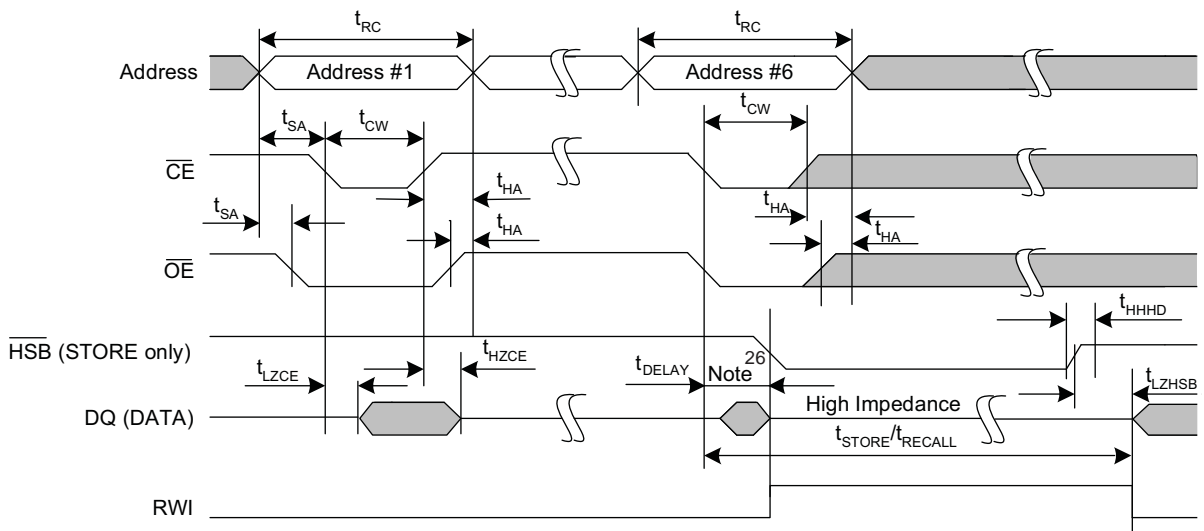 tRC tRC
Address Address #1 Address #6
tSA tCW tCW
CE
tSA tHA tHA
tHA tHA
OE
tHHHD
HSB (STORE only)
tLZCE tHZCE tDELAY Note 26 tLZHSB
DQ (DATA) High Impedance
tSTORE/tRECALL
RWI